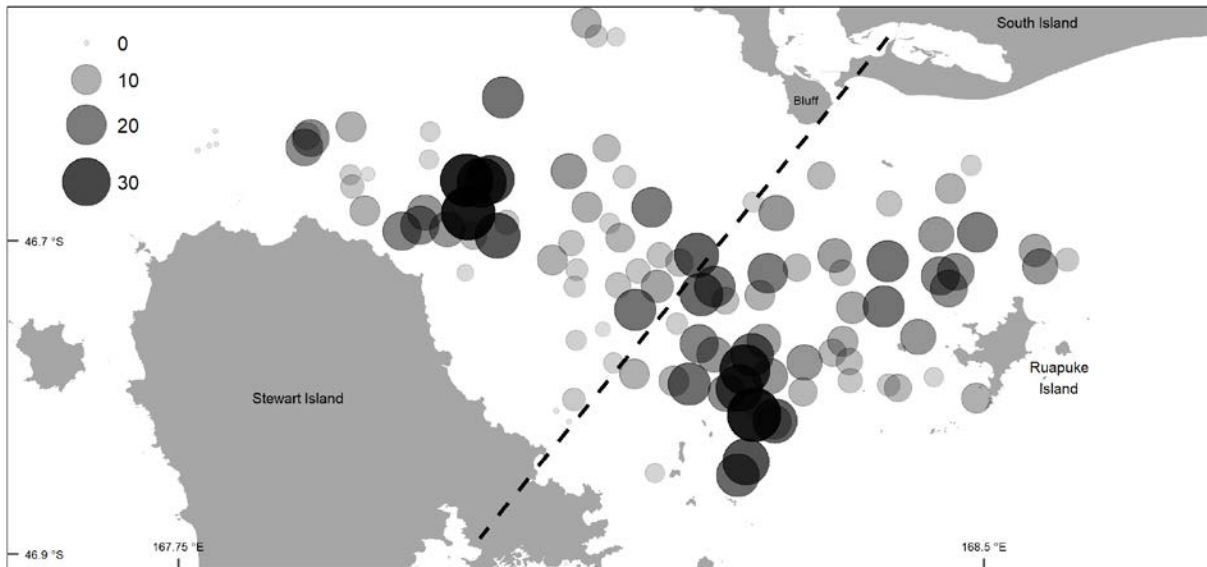 South Island
0
10
Bluff
20
30
46.7 °S
Ruapuke
Island
Stewart Island
46.9 °S
167.75 °E
168.5 °E